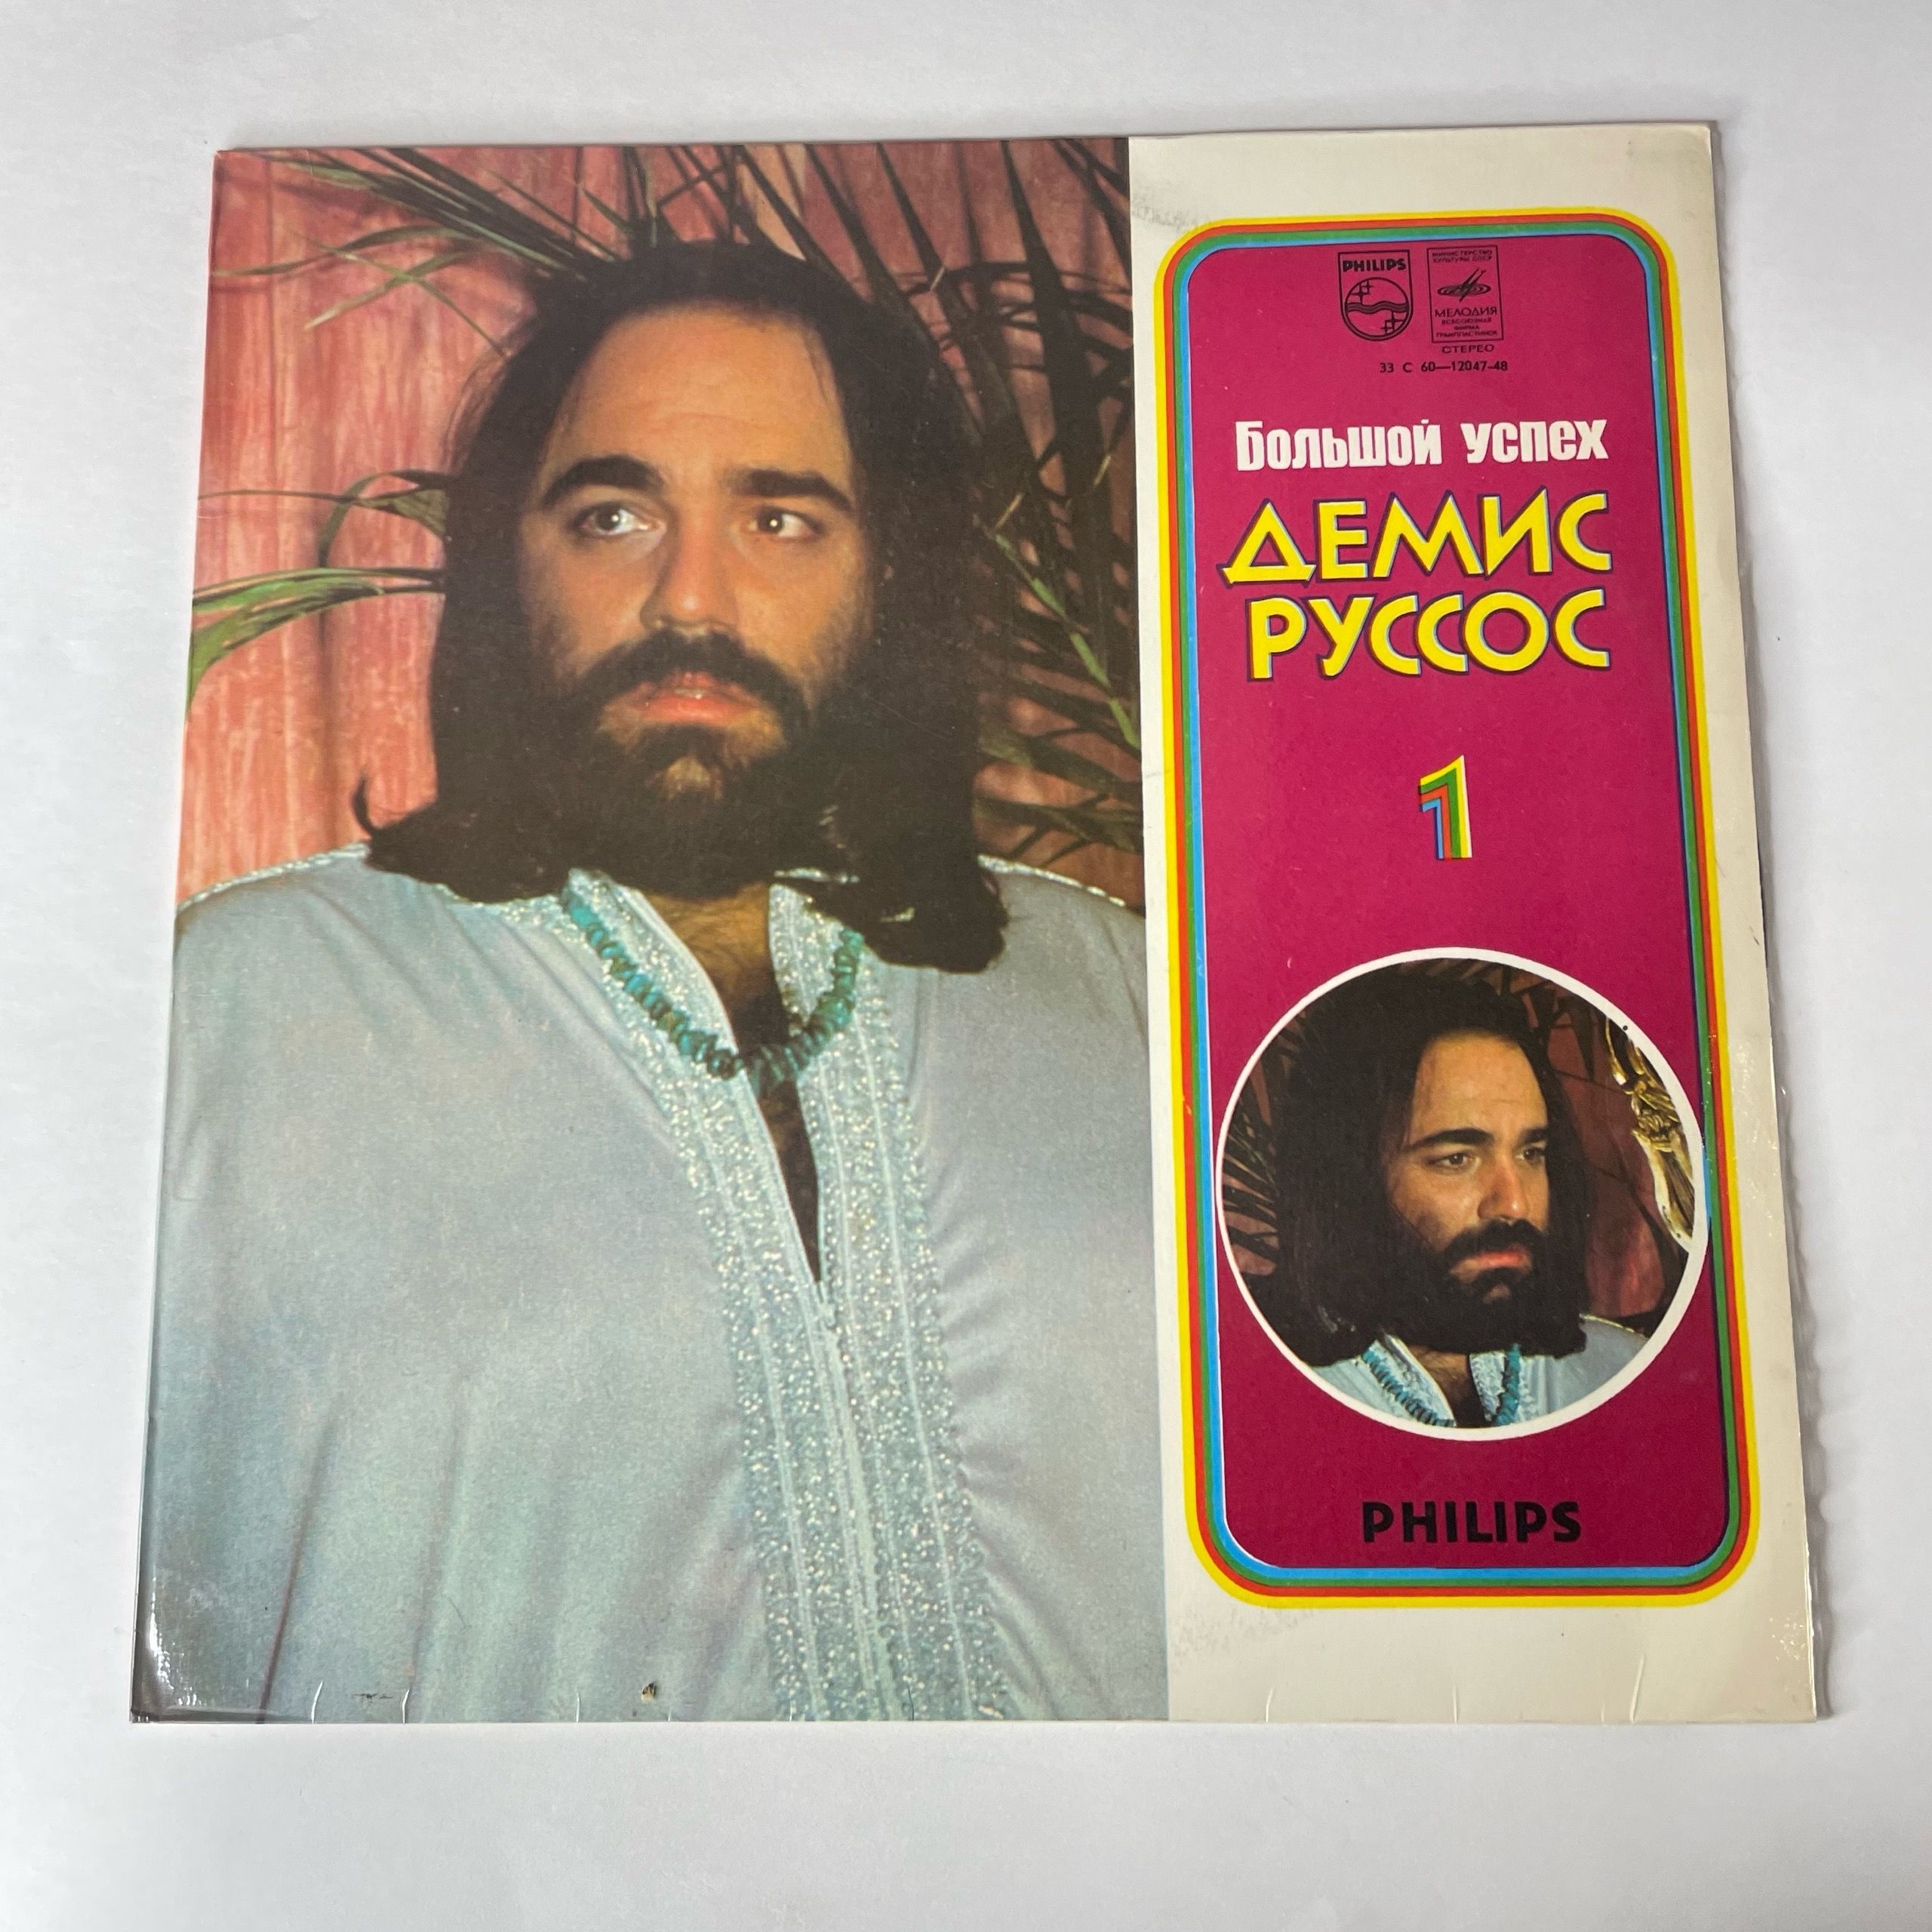 PHILIPS
МИНИСТЕРСТВО
КУЛЬТУРЫ СССР
МЕЛОДИЯ
ВСЕСОЮЗНАЯ
ФИРМА
ГРАМПЛАСТИНОК
СТЕРЕО
33 С 60—12047-48
Большой успех
ДЕМИС
РУССОС
1
PHILIPS